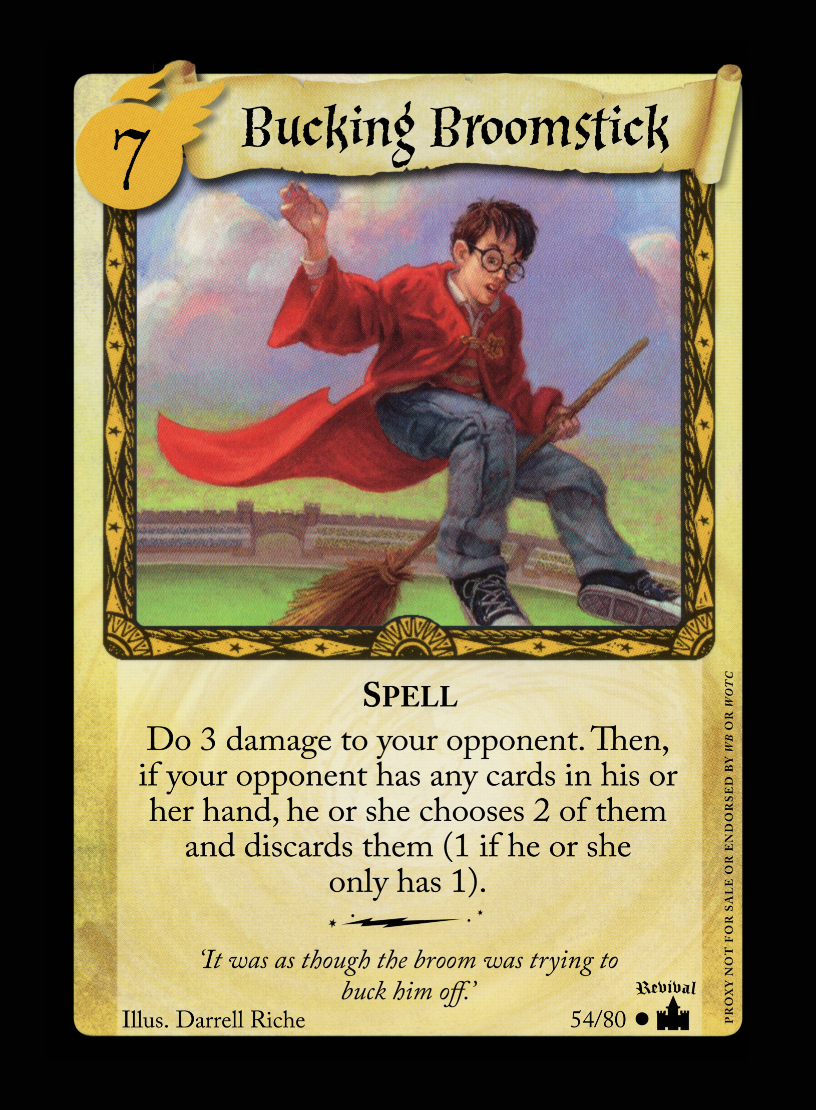 7
Bucking Broomstick
SPELL
Do 3 damage to your opponent. Then,
if your opponent has any cards in his or
her hand, he or she chooses 2 of them
and discards them (1 if he or she
only has 1).
‘It was as though the broom was trying to
buck him off.’
Revival
Illus. Darrell Riche
54/80
PROXY NOT FOR SALE OR ENDORSED BY WB OR WOTC